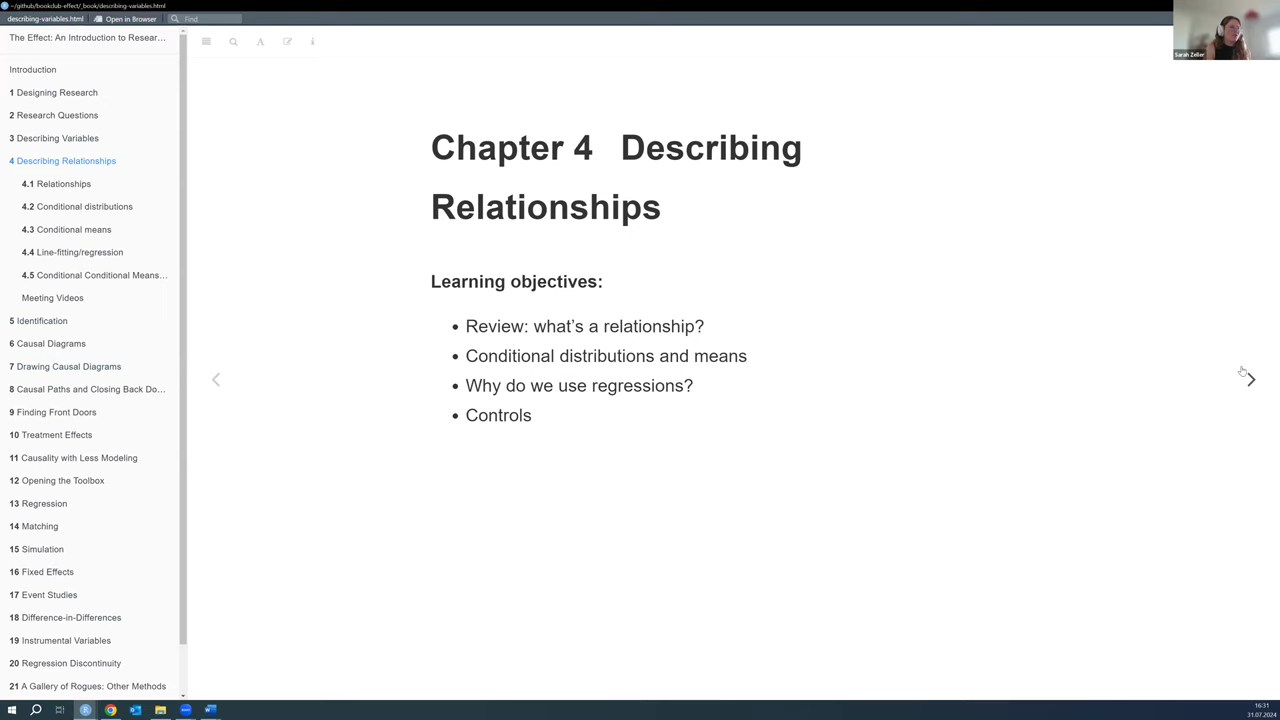 ~/github/bookclub-effect/_book/describing-variables.html
describing-variables.html
Open in Browser
Find
The Effect: An Introduction to Resear...
Introduction
1 Designing Research
2 Research Questions
3 Describing Variables
4 Describing Relationships
4.1 Relationships
4.2 Conditional distributions
4.3 Conditional means
4.4 Line-fitting/regression
4.5 Conditional Conditional Means...
Meeting Videos
5 Identification
6 Causal Diagrams
7 Drawing Causal Diagrams
8 Causal Paths and Closing Back Do...
9 Finding Front Doors
10 Treatment Effects
11 Causality with Less Modeling
12 Opening the Toolbox
13 Regression
14 Matching
15 Simulation
16 Fixed Effects
17 Event Studies
18 Difference-in-Differences
19 Instrumental Variables
20 Regression Discontinuity
21 A Gallery of Rogues: Other Methods
Chapter 4 Describing
Relationships
Learning objectives:
• Review: what's a relationship?
• Conditional distributions and means
• Why do we use regressions?
• Controls
Sarah Zeller
16:31
31.07.2024